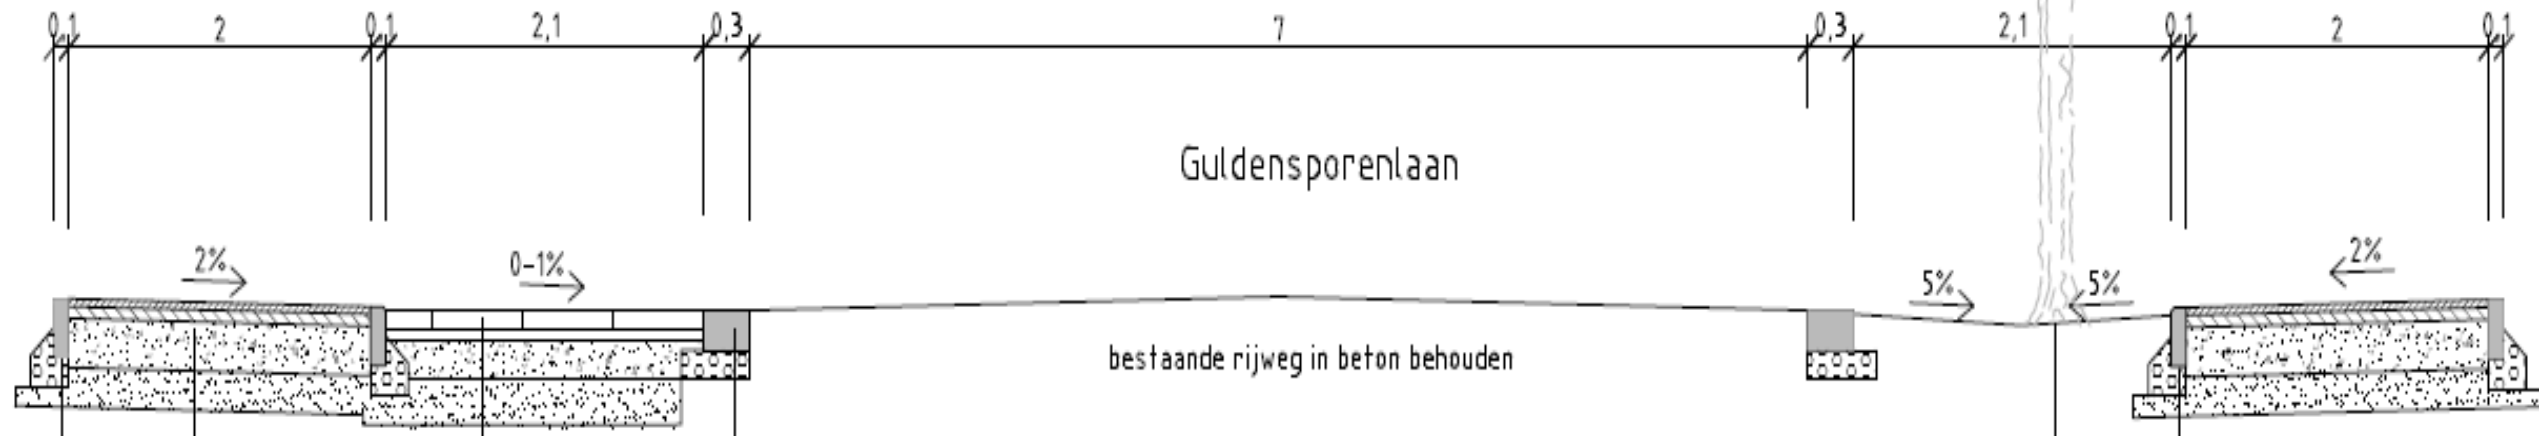 0,1 2 0,1 2,1 0,3 7 0,3 2,1 0,1 2 0,1
Guldensporenlaan
2% 0-1% 5% 5% 2%
bestaande rijweg in beton behouden